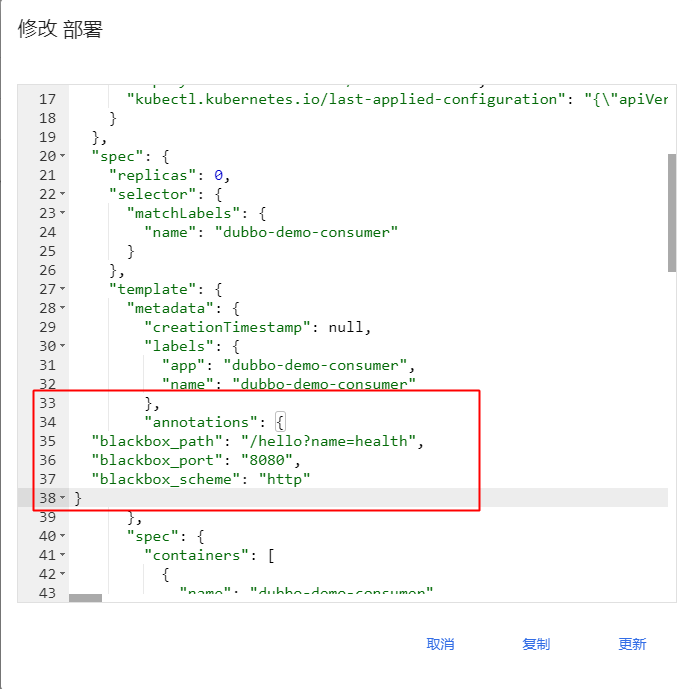 修改 部署
17 "kubectl.kubernetes.io/last-applied-configuration": "{\"apiVer
18 }
19 },
20 "spec": {
21 "replicas": 0,
22 "selector": {
23 "matchLabels": {
24 "name": "dubbo-demo-consumer"
25 }
26 },
27 "template": {
28 "metadata": {
29 "creationTimestamp": null,
30 "labels": {
31 "app": "dubbo-demo-consumer",
32 "name": "dubbo-demo-consumer"
33 },
34 "annotations": {
35 "blackbox_path": "/hello?name=health",
36 "blackbox_port": "8080",
37 "blackbox_scheme": "http"
38 }
39 },
40 "spec": {
41 "containers": [
42 {
43 "name": "dubbo-demo-consumer"
取消 复制 更新